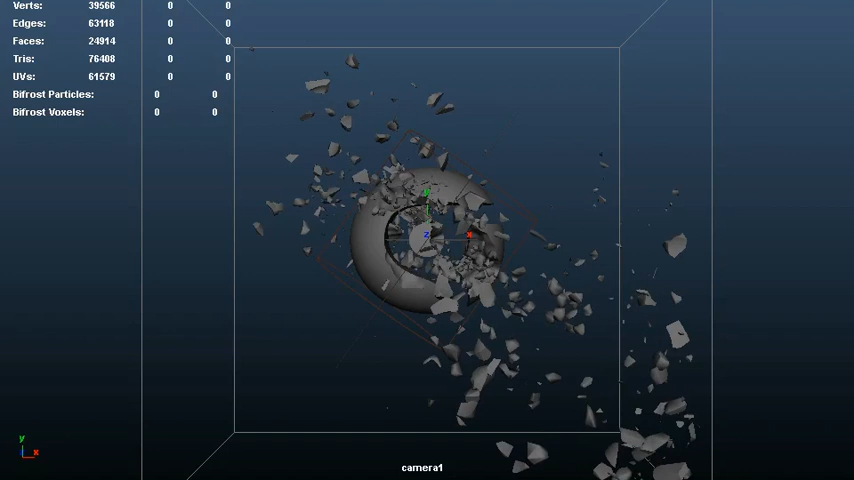 Verts: 39566 0 0
Edges: 63118 0 0
Faces: 24914 0 0
Tris: 76408 0 0
UVs: 61579 0 0
Bifrost Particles: 0 0
Bifrost Voxels: 0 0
z x
y
x
camera1